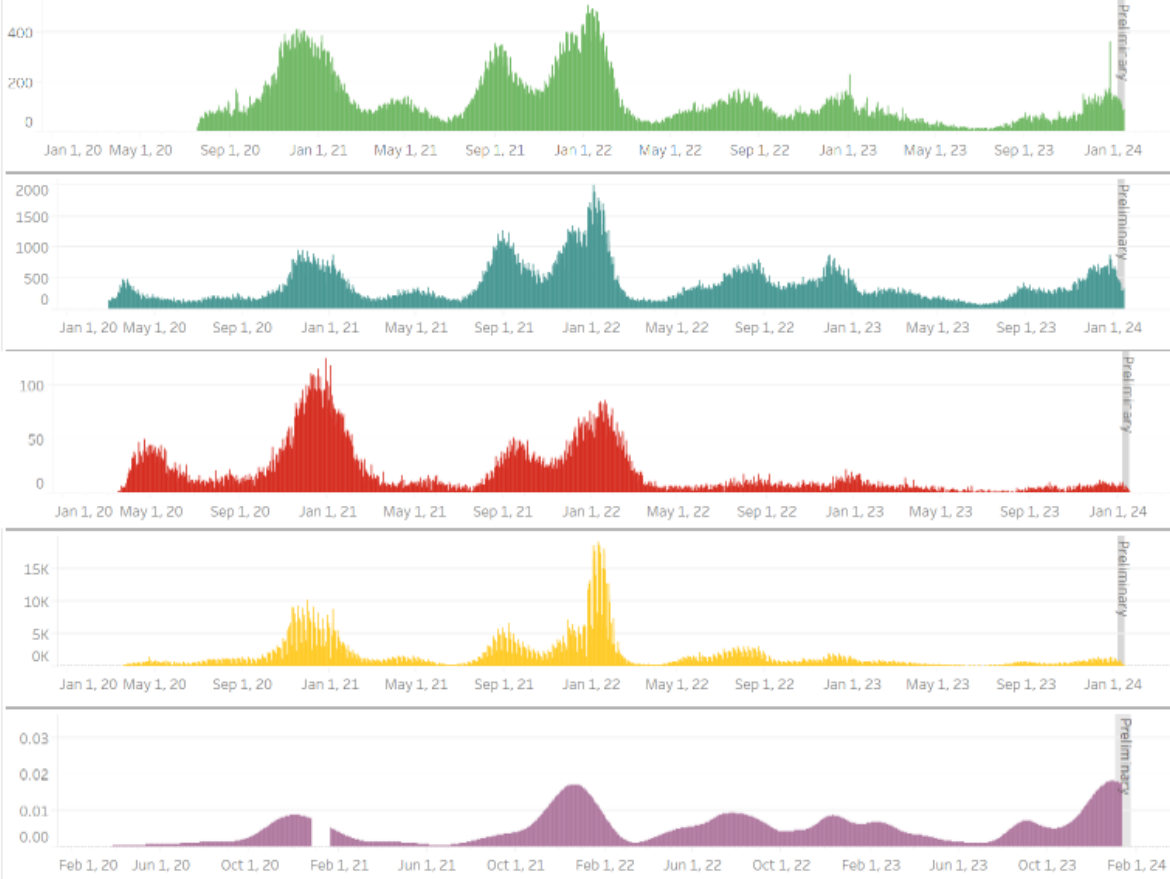 400
200
0
Preliminary
Jan 1, 20 May 1, 20 Sep 1, 20 Jan 1, 21 May 1, 21 Sep 1, 21 Jan 1, 22 May 1, 22 Sep 1, 22 Jan 1, 23 May 1, 23 Sep 1, 23 Jan 1, 24
2000
1500
1000
500
0
Preliminary
Jan 1, 20 May 1, 20 Sep 1, 20 Jan 1, 21 May 1, 21 Sep 1, 21 Jan 1, 22 May 1, 22 Sep 1, 22 Jan 1, 23 May 1, 23 Sep 1, 23 Jan 1, 24
100
50
0
Preliminary
Jan 1, 20 May 1, 20 Sep 1, 20 Jan 1, 21 May 1, 21 Sep 1, 21 Jan 1, 22 May 1, 22 Sep 1, 22 Jan 1, 23 May 1, 23 Sep 1, 23 Jan 1, 24
15K
10K
5K
0K
Preliminary
Jan 1, 20 May 1, 20 Sep 1, 20 Jan 1, 21 May 1, 21 Sep 1, 21 Jan 1, 22 May 1, 22 Sep 1, 22 Jan 1, 23 May 1, 23 Sep 1, 23 Jan 1, 24
0.03
0.02
0.01
0.00
Preliminary
Feb 1, 20 Jun 1, 20 Oct 1, 20 Feb 1, 21 Jun 1, 21 Oct 1, 21 Feb 1, 22 Jun 1, 22 Oct 1, 22 Feb 1, 23 Jun 1, 23 Oct 1, 23 Feb 1, 24